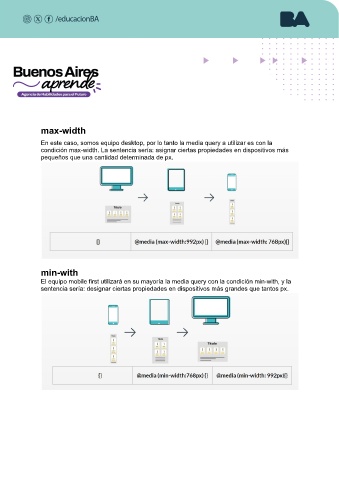 /educacionBA
BA
Buenos Aires
aprende
Agencia de Habilidades para el Futuro
max-width
En este caso, somos equipo desktop, por lo tanto la media query a utilizar es con la
condición max-width. La sentencia sería: asignar ciertas propiedades en dispositivos más
pequeños que una cantidad determinada de px.
Título
{} @media (max-width:992px) {} @media (max-width: 768px){}
min-with
El equipo mobile first utilizará en su mayoría la media query con la condición min-with, y la
sentencia sería: designar ciertas propiedades en dispositivos más grandes que tantos px.
Título
{} @media (min-width:768px) {} @media (min-width: 992px){}